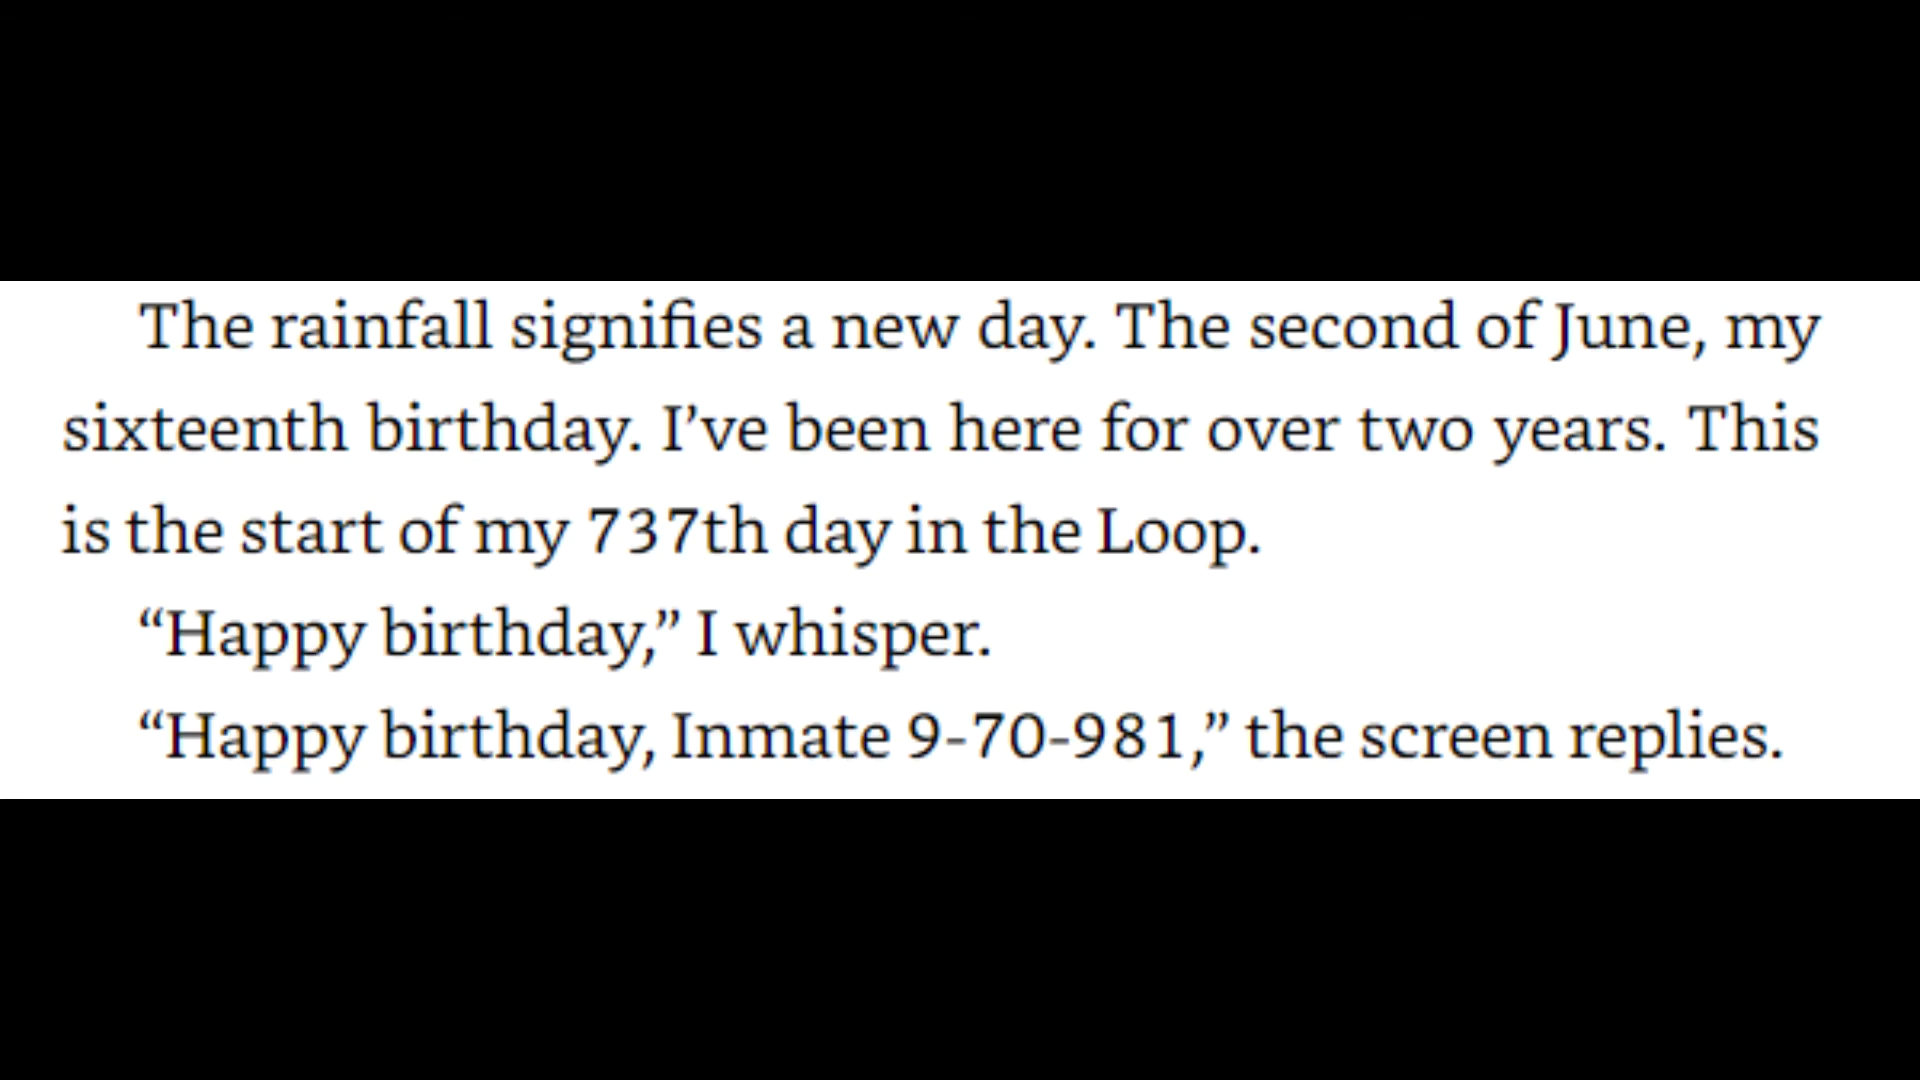 The rainfall signifies a new day. The second of June, my
sixteenth birthday. I’ve been here for over two years. This
is the start of my 737th day in the Loop.
“Happy birthday,” I whisper.
“Happy birthday, Inmate 9-70-981,” the screen replies.